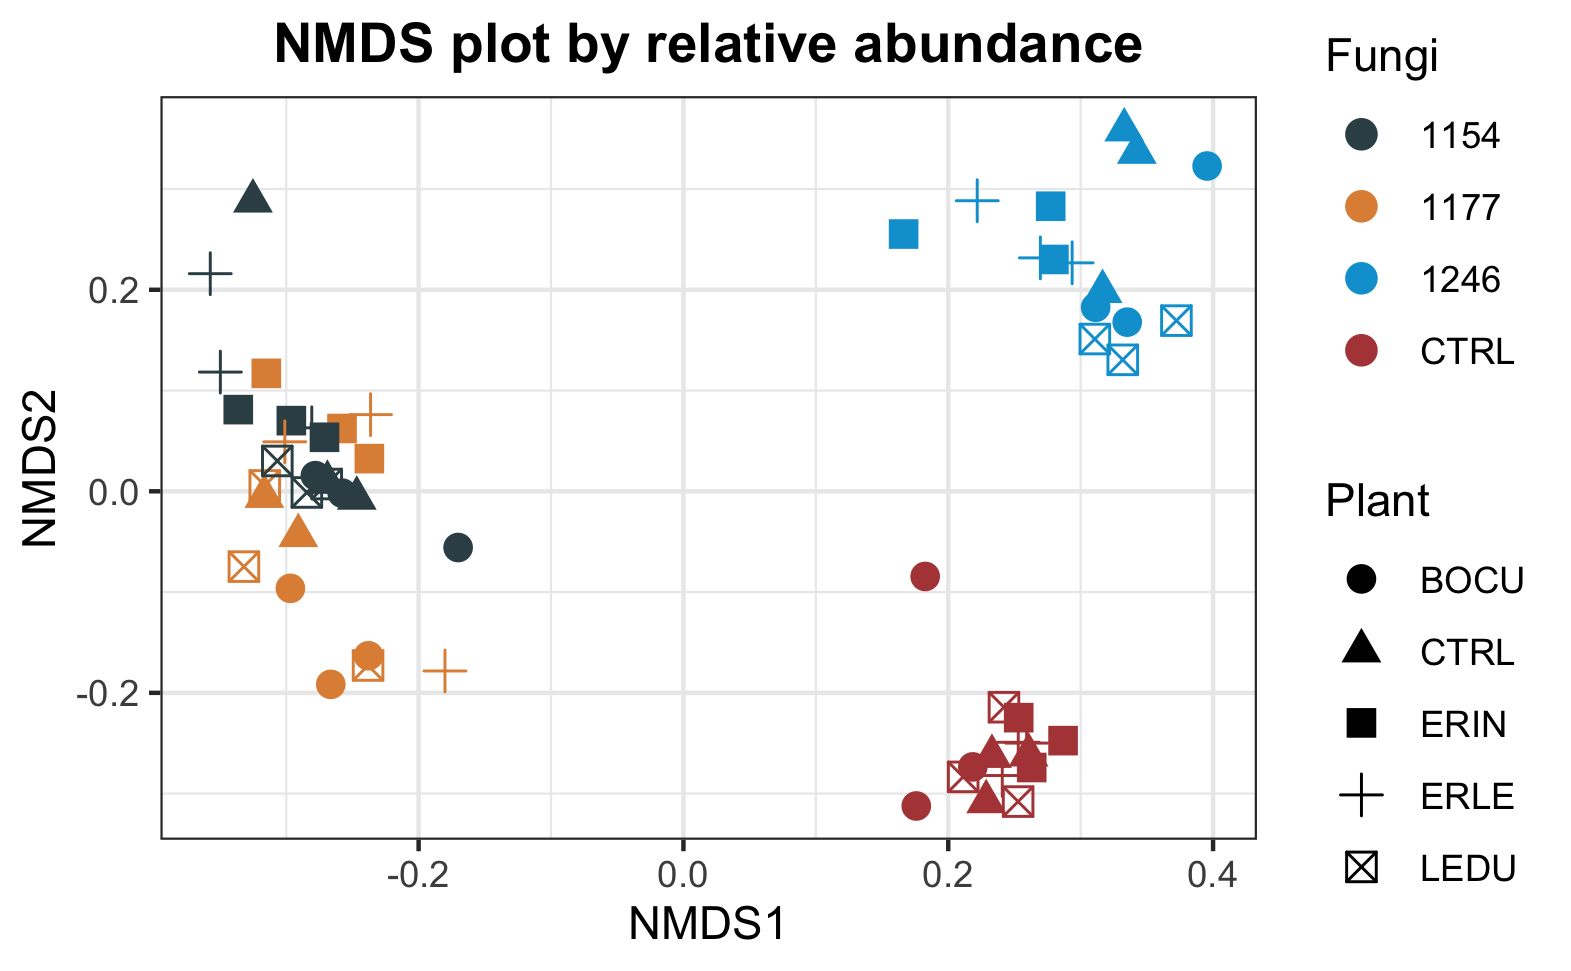 NMDS plot by relative abundance
Fungi
1154
1177
1246
CTRL
Plant
BOCU
CTRL
ERIN
ERLE
LEDU
NMDS2
0.2
0.0
-0.2
-0.2
0.0
0.2
0.4
NMDS1